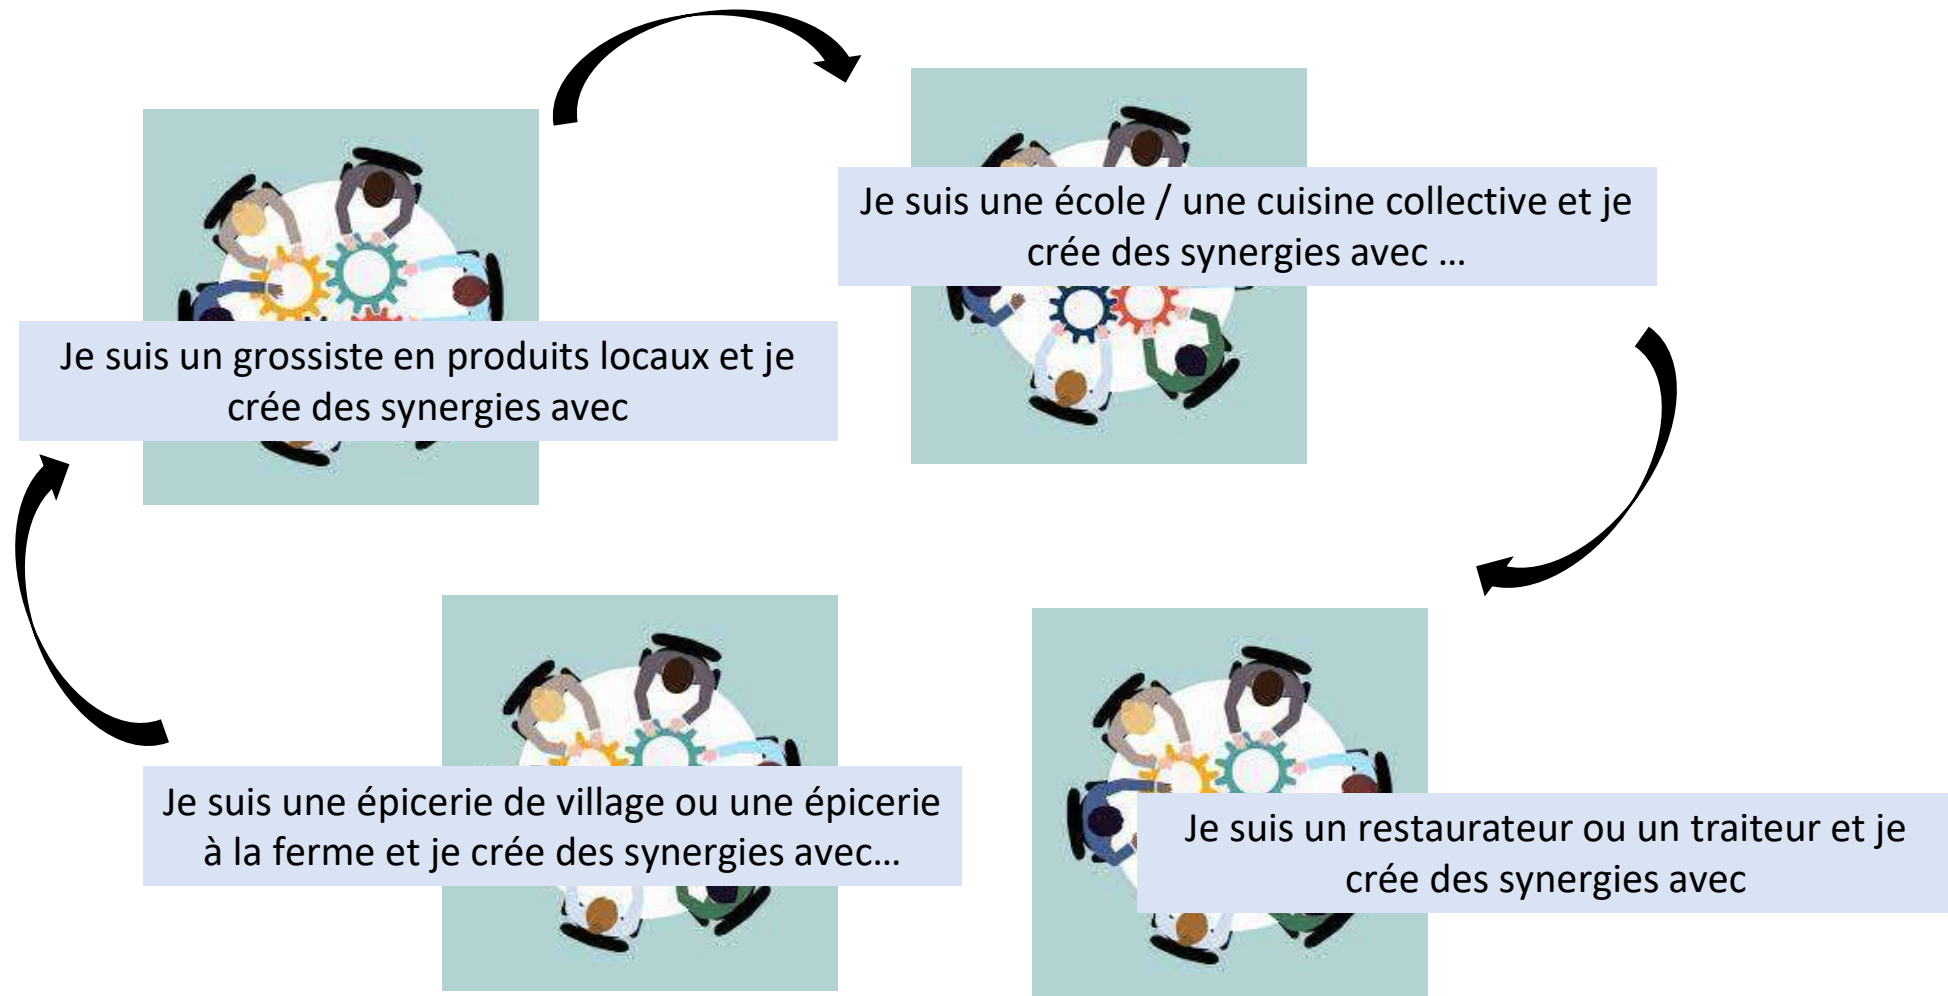 Je suis une école / une cuisine collective et je
crée des synergies avec ...
Je suis un grossiste en produits locaux et je
crée des synergies avec
Je suis une épicerie de village ou une épicerie
à la ferme et je crée des synergies avec...
Je suis un restaurateur ou un traiteur et je
crée des synergies avec